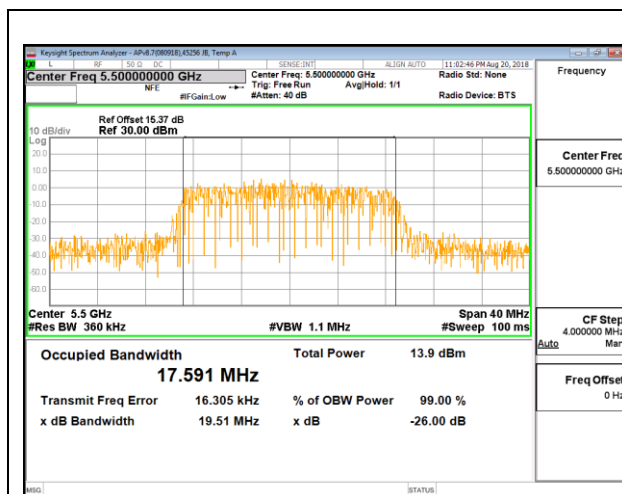 Keysight Spectrum Analyzer - APv8.7(080918),45256 JB, Temp A
L RF 50 Ω DC SENSE:INT ALIGN AUTO 11:02:46 PM Aug 20, 2018
Center Freq 5.500000000 GHz
Center Freq: 5.500000000 GHz
Radio Std: None
NFE
Trig: Free Run Avg|Hold: 1/1
#IFGain:Low
#Atten: 40 dB
Radio Device: BTS
Ref Offset 15.37 dB
10 dB/div Ref 30.00 dBm
Log
20.0
10.0
0.00
-10.0
-20.0
-30.0
-40.0
-50.0
-60.0
Center 5.5 GHz Span 40 MHz
#Res BW 360 kHz #VBW 1.1 MHz #Sweep 100 ms
Occupied Bandwidth Total Power 13.9 dBm
17.591 MHz
Transmit Freq Error 16.305 kHz % of OBW Power 99.00 %
x dB Bandwidth 19.51 MHz x dB -26.00 dB
MSG STATUS
Frequency
Center Freq
5.500000000 GHz
CF Step
4.000000 MHz
Auto Man
Freq Offset
0 Hz